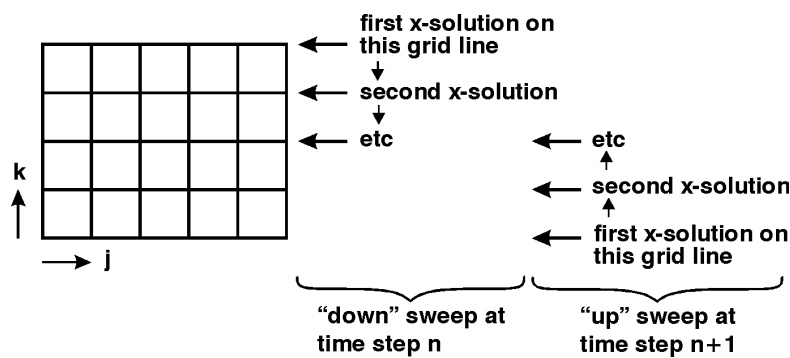 first x-solution on
this grid line
second x-solution
etc
etc
second x-solution
first x-solution on
this grid line
k
j
“down” sweep at
time step n
“up” sweep at
time step n+1